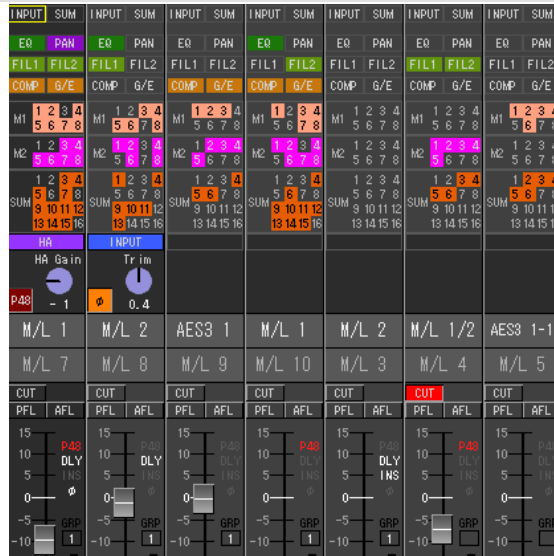 INPUT SUM INPUT SUM INPUT SUM INPUT SUM INPUT SUM INPUT SUM INPUT SUM
EQ PAN EQ PAN EQ PAN EQ PAN EQ PAN EQ PAN EQ PAN
FIL1 FIL2 FIL1 FIL2 FIL1 FIL2 FIL1 FIL2 FIL1 FIL2 FIL1 FIL2 FIL1 FIL2
COMP G/E COMP G/E COMP G/E COMP G/E COMP G/E COMP G/E COMP G/E
1 2 3 4 1 2 3 4 1 2 3 4 1 2 3 4 1 2 3 4 1 2 3 4 1 2 3 4
M1 M1 M1 M1 M1 M1 M1
5 6 7 8 5 6 7 8 5 6 7 8 5 6 7 8 5 6 7 8 5 6 7 8 5 6 7 8
1 2 3 4 1 2 3 4 1 2 3 4 1 2 3 4 1 2 3 4 1 2 3 4 1 2 3 4
M2 M2 M2 M2 M2 M2 M2
5 6 7 8 5 6 7 8 5 6 7 8 5 6 7 8 5 6 7 8 5 6 7 8 5 6 7 8
1 2 3 4 1 2 3 4 1 2 3 4 1 2 3 4 1 2 3 4 1 2 3 4 1 2 3 4
5 6 7 8 5 6 7 8 5 6 7 8 5 6 7 8 5 6 7 8 5 6 7 8 5 6 7 8
SUM SUM SUM SUM SUM SUM SUM
9 10 11 12 9 10 11 12 9 10 11 12 9 10 11 12 9 10 11 12 9 10 11 12 9 10 11 12
13 14 15 16 13 14 15 16 13 14 15 16 13 14 15 16 13 14 15 16 13 14 15 16 13 14 15 16
HA INPUT
HA Gain Trim
P48 -1 ø 0.4
M/L 1 M/L 2 AES3 1 M/L 1 M/L 2 M/L 1/2 AES3 1-1
M/L 7 M/L 8 M/L 9 M/L 10 M/L 3 M/L 4 M/L 5
CUT CUT CUT CUT CUT CUT CUT
PFL AFL PFL AFL PFL AFL PFL AFL PFL AFL PFL AFL PFL AFL
15 15 15 15 15 15 15
P48 P48 P48 P48 P48 P48 P48
10 DLY 10 DLY 10 DLY 10 DLY 10 DLY 10 DLY 10 DLY
5 INS 5 INS 5 INS 5 INS 5 INS 5 INS 5 INS
0 ø 0 ø 0 ø 0 ø 0 ø 0 ø 0 ø
-5 GRP -5 GRP -5 GRP -5 GRP -5 GRP -5 GRP -5 GRP
-10 1 -10 1 -10 1 -10 1 -10 1 -10 -10